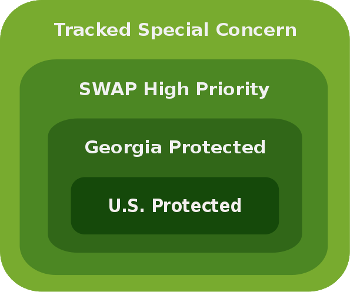 Tracked Special Concern
SWAP High Priority
Georgia Protected
U.S. Protected